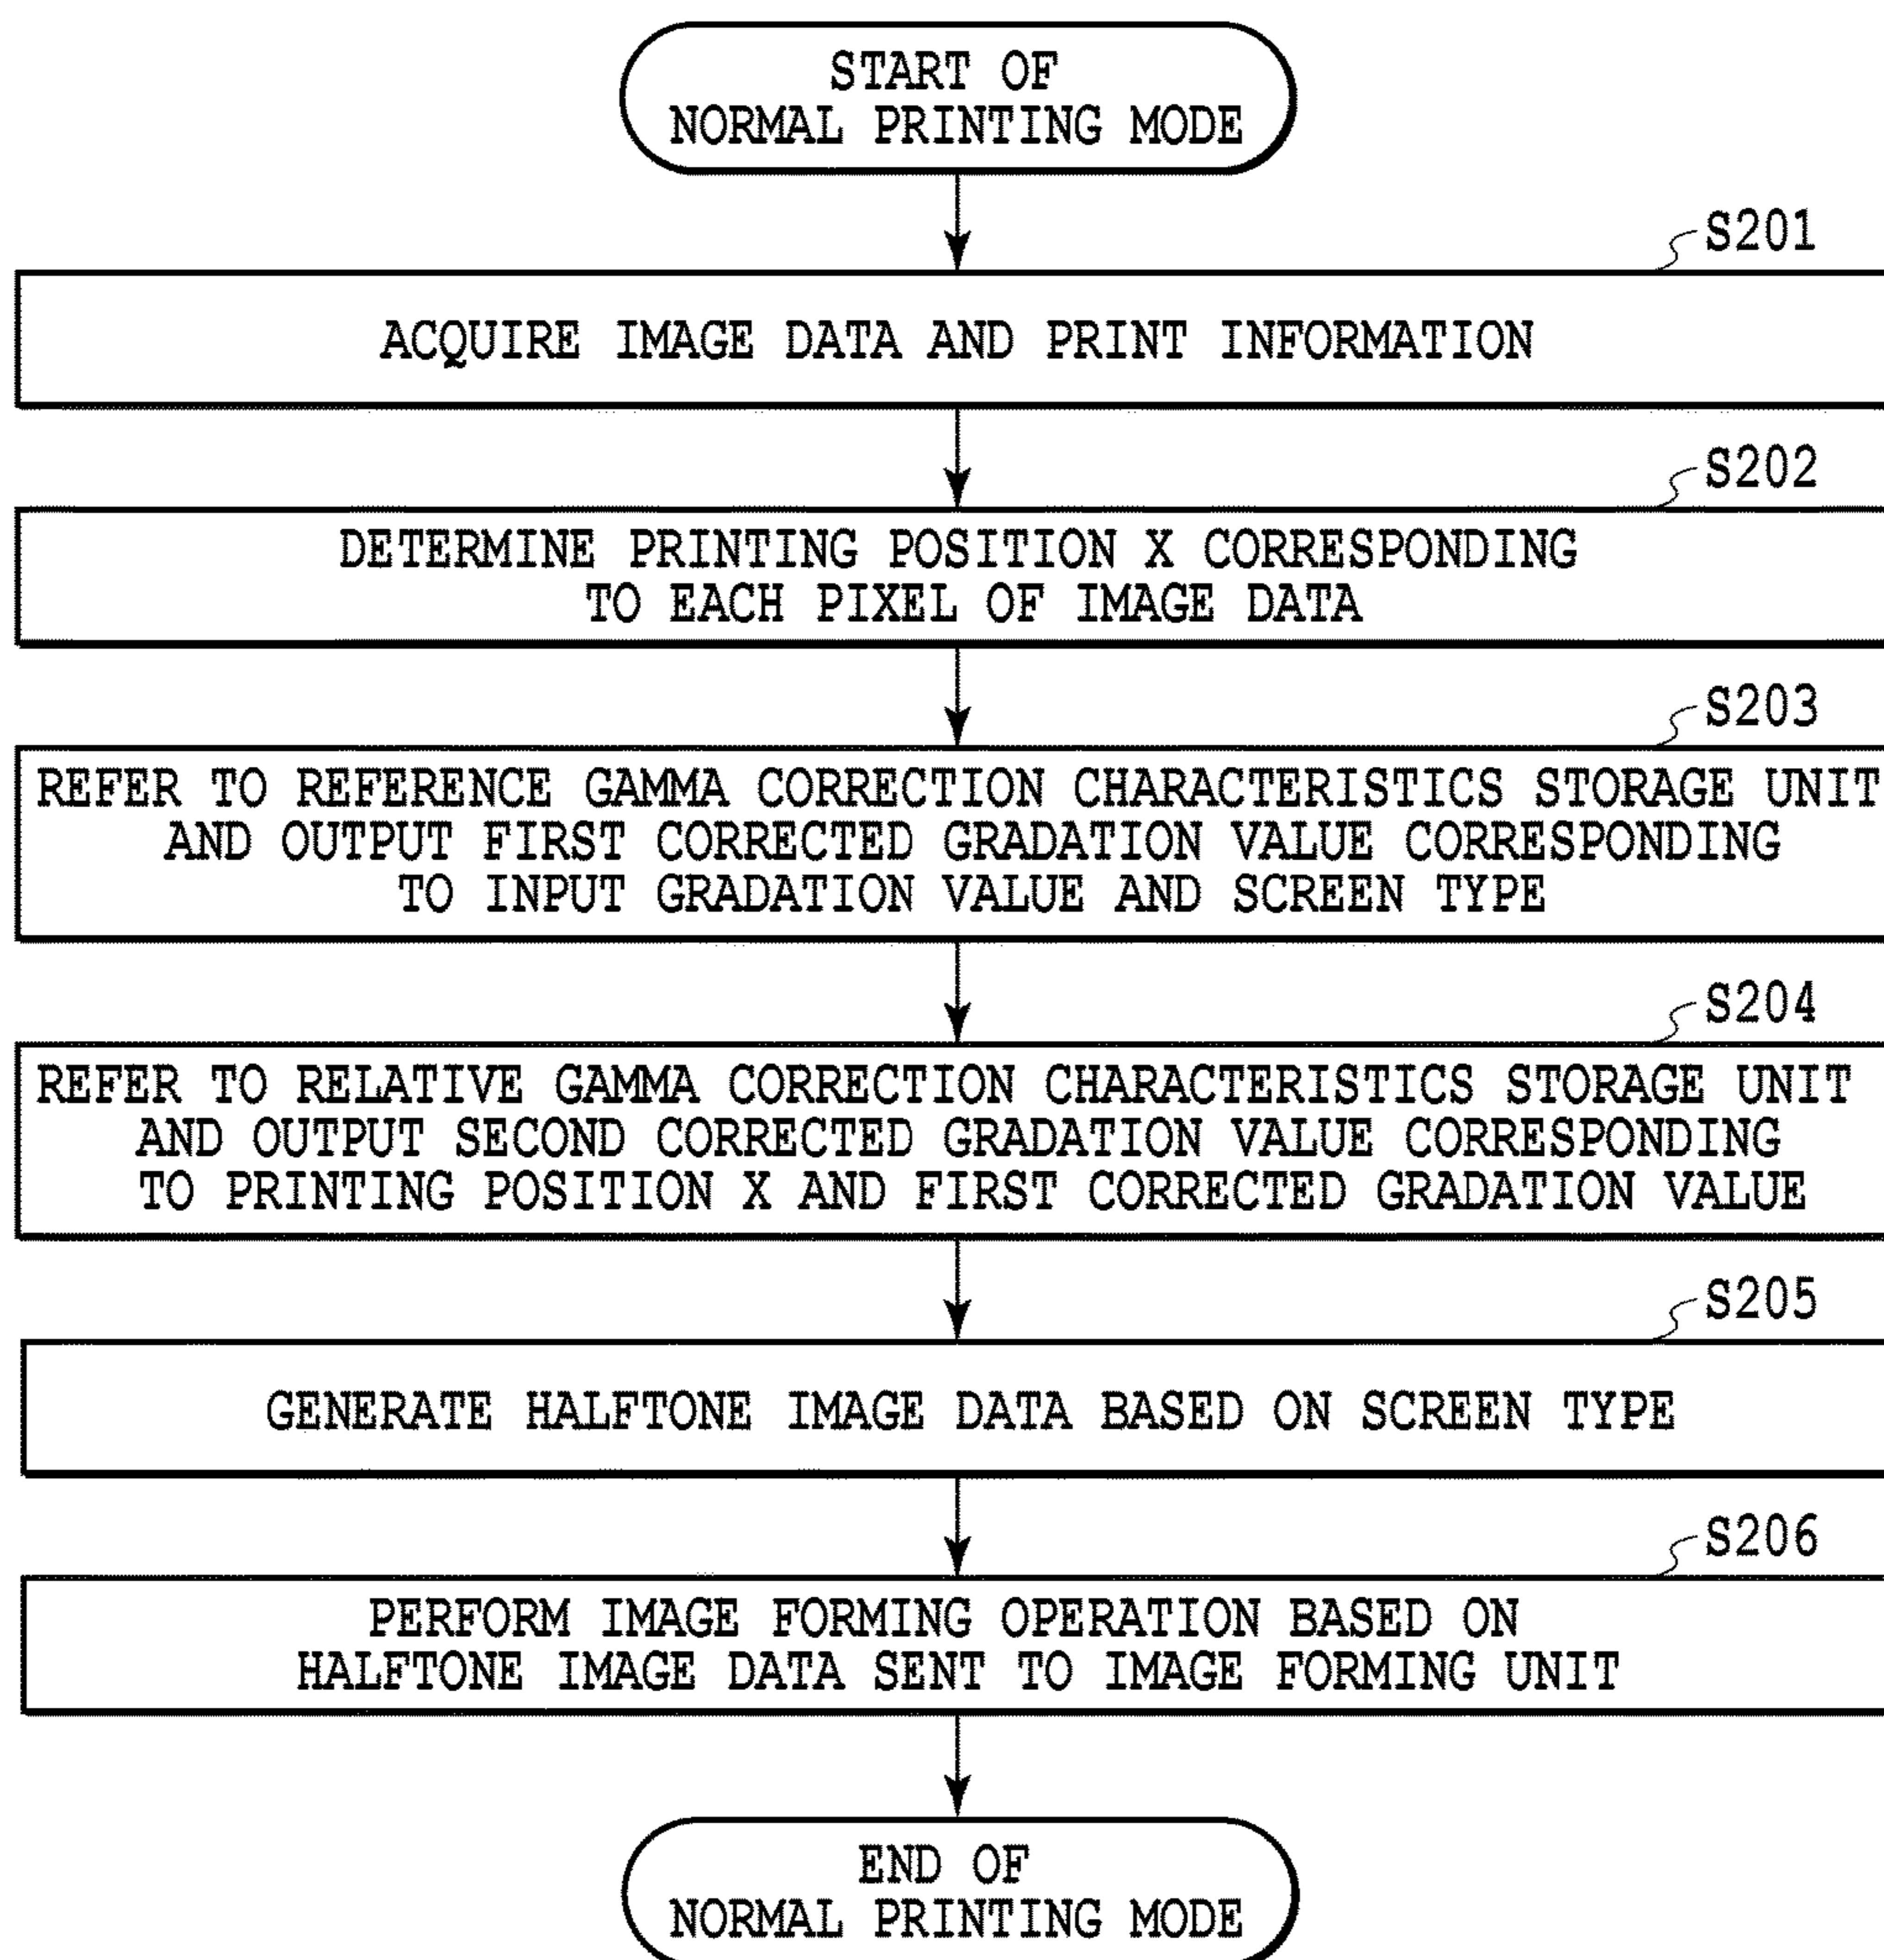 START OF
NORMAL PRINTING MODE
S201
ACQUIRE IMAGE DATA AND PRINT INFORMATION
S202
DETERMINE PRINTING POSITION X CORRESPONDING
TO EACH PIXEL OF IMAGE DATA
S203
REFER TO REFERENCE GAMMA CORRECTION CHARACTERISTICS STORAGE UNIT
AND OUTPUT FIRST CORRECTED GRADATION VALUE CORRESPONDING
TO INPUT GRADATION VALUE AND SCREEN TYPE
S204
REFER TO RELATIVE GAMMA CORRECTION CHARACTERISTICS STORAGE UNIT
AND OUTPUT SECOND CORRECTED GRADATION VALUE CORRESPONDING
TO PRINTING POSITION X AND FIRST CORRECTED GRADATION VALUE
S205
GENERATE HALFTONE IMAGE DATA BASED ON SCREEN TYPE
S206
PERFORM IMAGE FORMING OPERATION BASED ON
HALFTONE IMAGE DATA SENT TO IMAGE FORMING UNIT
END OF
NORMAL PRINTING MODE